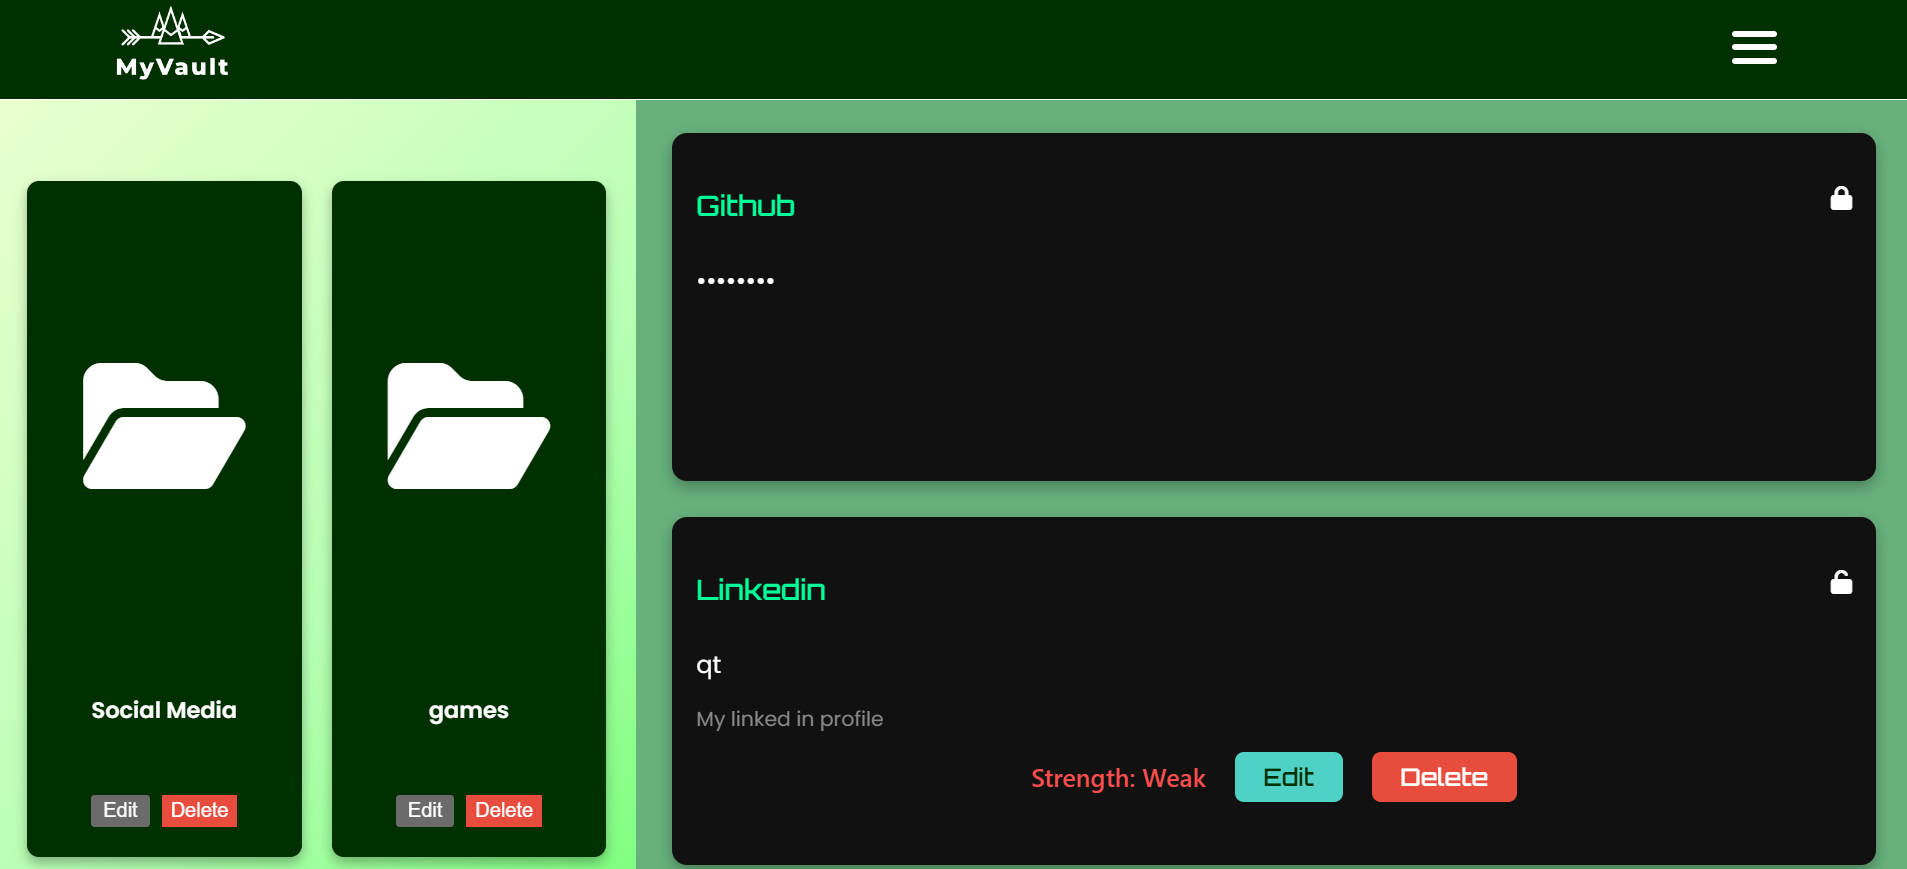 MyVault
Social Media
Edit Delete
games
Edit Delete
Github
••••••••
Linkedin
qt
My linked in profile
Strength: Weak Edit Delete